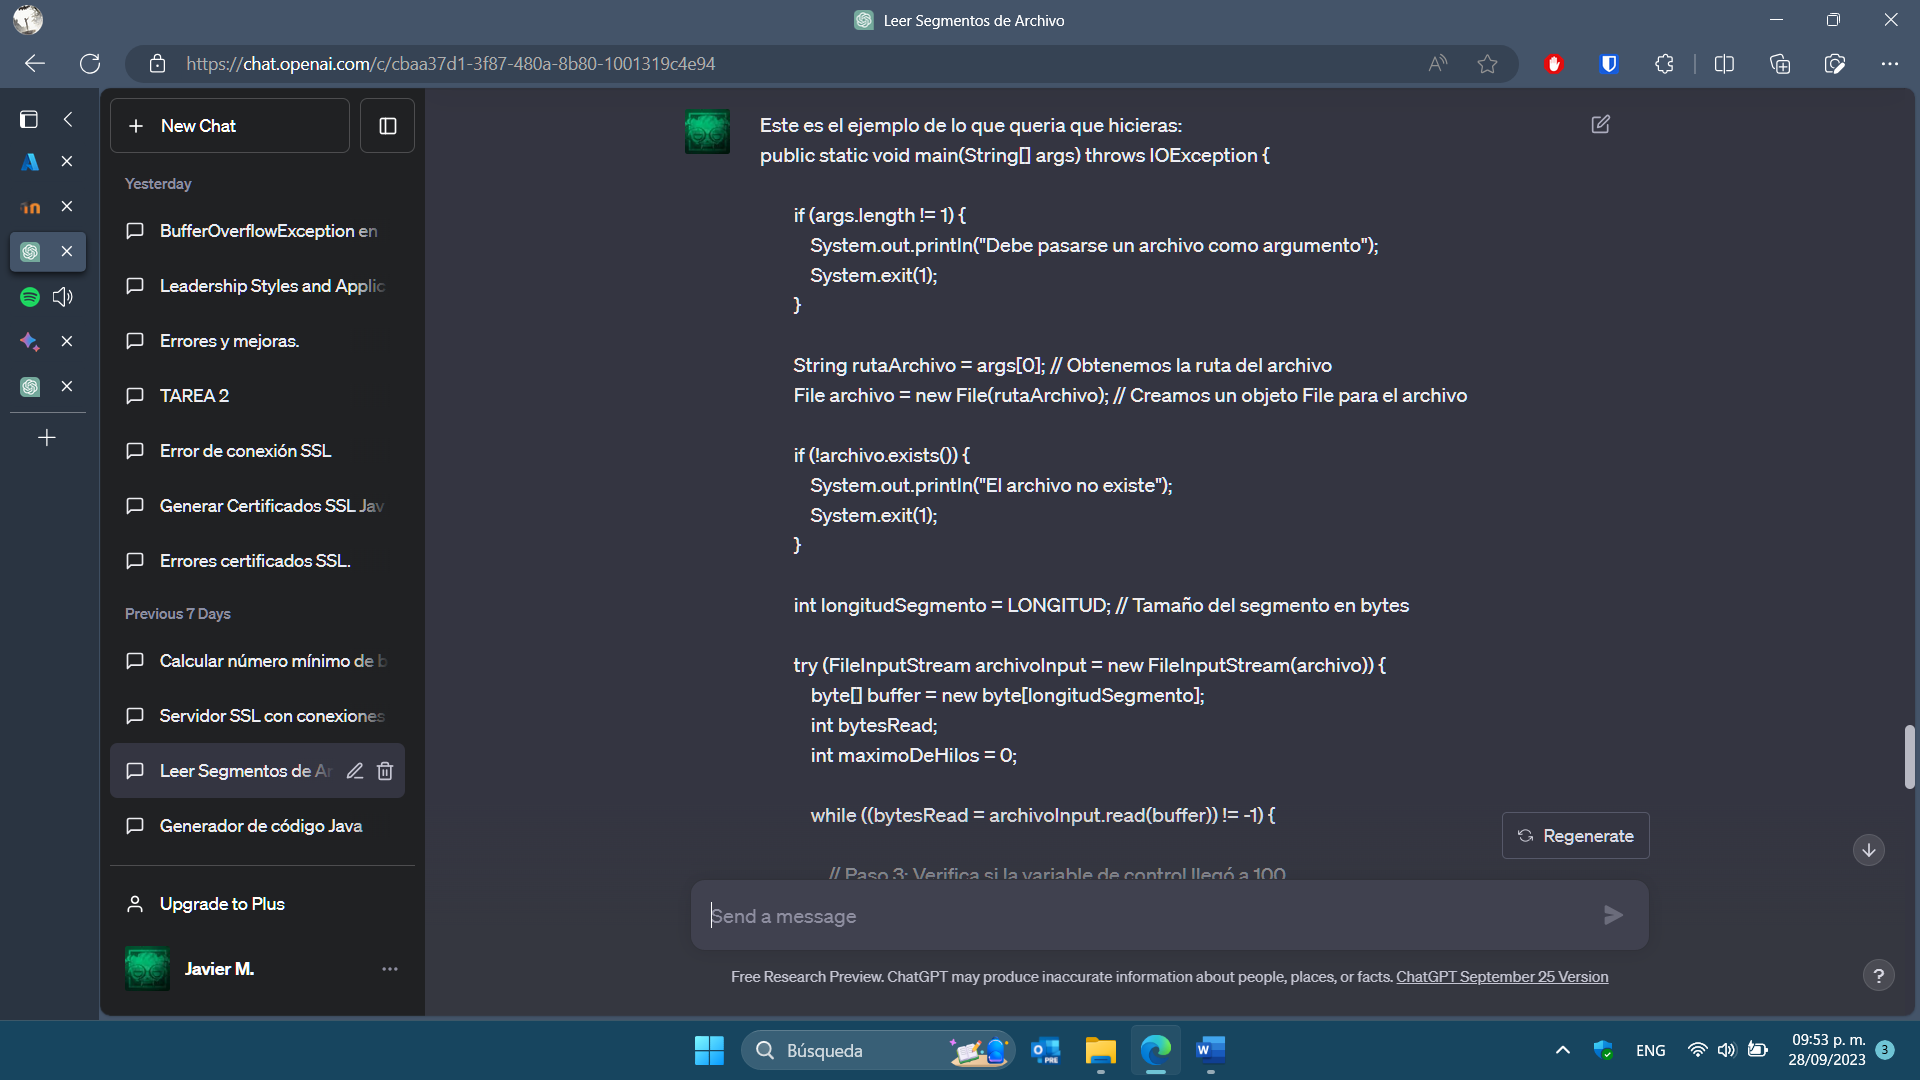 Leer Segmentos de Archivo
https://chat.openai.com/c/cbaa37d1-3f87-480a-8b80-1001319c4e94
New Chat
Yesterday
BufferOverflowException en
Leadership Styles and Applic
Errores y mejoras.
TAREA 2
Error de conexión SSL
Generar Certificados SSL Jav
Errores certificados SSL.
Previous 7 Days
Calcular número mínimo de b
Servidor SSL con conexiones
Leer Segmentos de Ar
Generador de código Java
Upgrade to Plus
Javier M.
Este es el ejemplo de lo que queria que hicieras:
public static void main(String[] args) throws IOException {
if (args.length != 1) {
System.out.println("Debe pasarse un archivo como argumento");
System.exit(1);
}
String rutaArchivo = args[0]; // Obtenemos la ruta del archivo
File archivo = new File(rutaArchivo); // Creamos un objeto File para el archivo
if (!archivo.exists()) {
System.out.println("El archivo no existe");
System.exit(1);
}
int longitudSegmento = LONGITUD; // Tamaño del segmento en bytes
try (FileInputStream archivoInput = new FileInputStream(archivo)) {
byte[] buffer = new byte[longitudSegmento];
int bytesRead;
int maximoDeHilos = 0;
while ((bytesRead = archivoInput.read(buffer)) != -1) {
// Paso 3: Verifica si la variable de control llegó a 100
Regenerate
Send a message
Free Research Preview. ChatGPT may produce inaccurate information about people, places, or facts. ChatGPT September 25 Version
?
Búsqueda
ENG
09:53 p. m.
28/09/2023
3